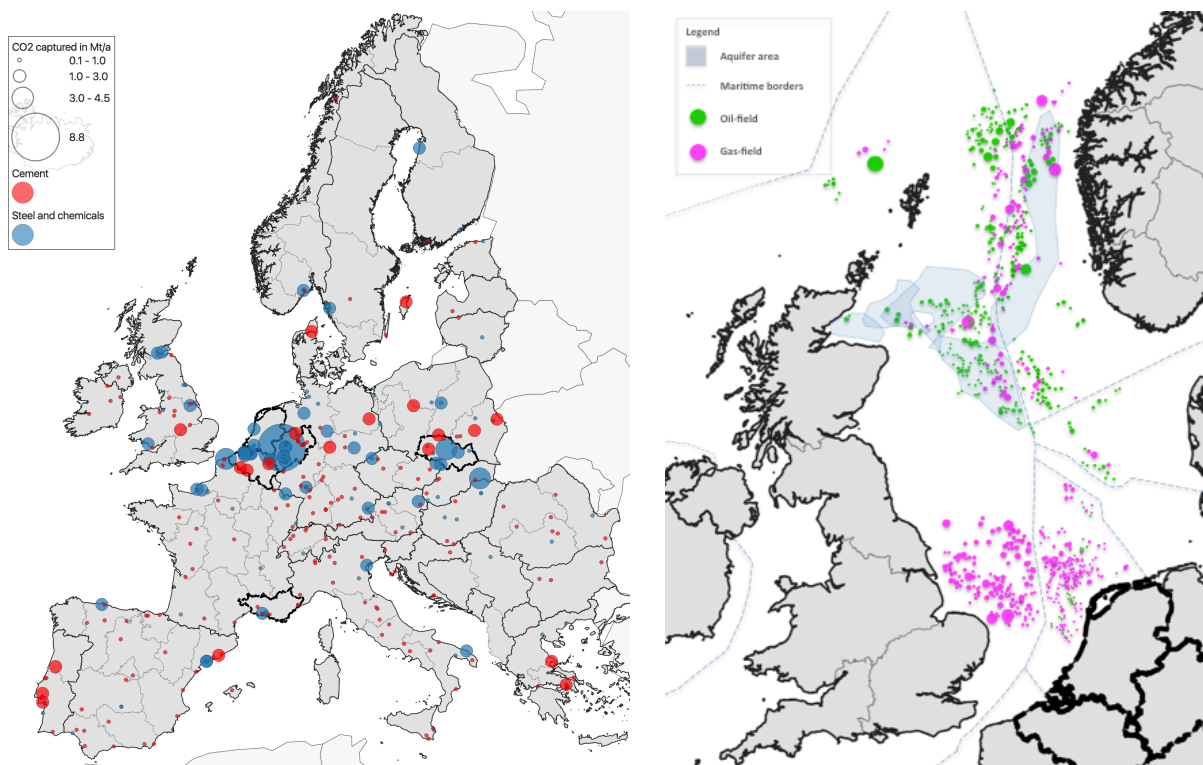 CO2 captured in Mt/a
0 - 1.0
1.0 - 3.0
3.0 - 4.5
8.8
Cement
Steel and chemicals
Legend
Aquifer area
Maritime borders
Oil-field
Gas-field